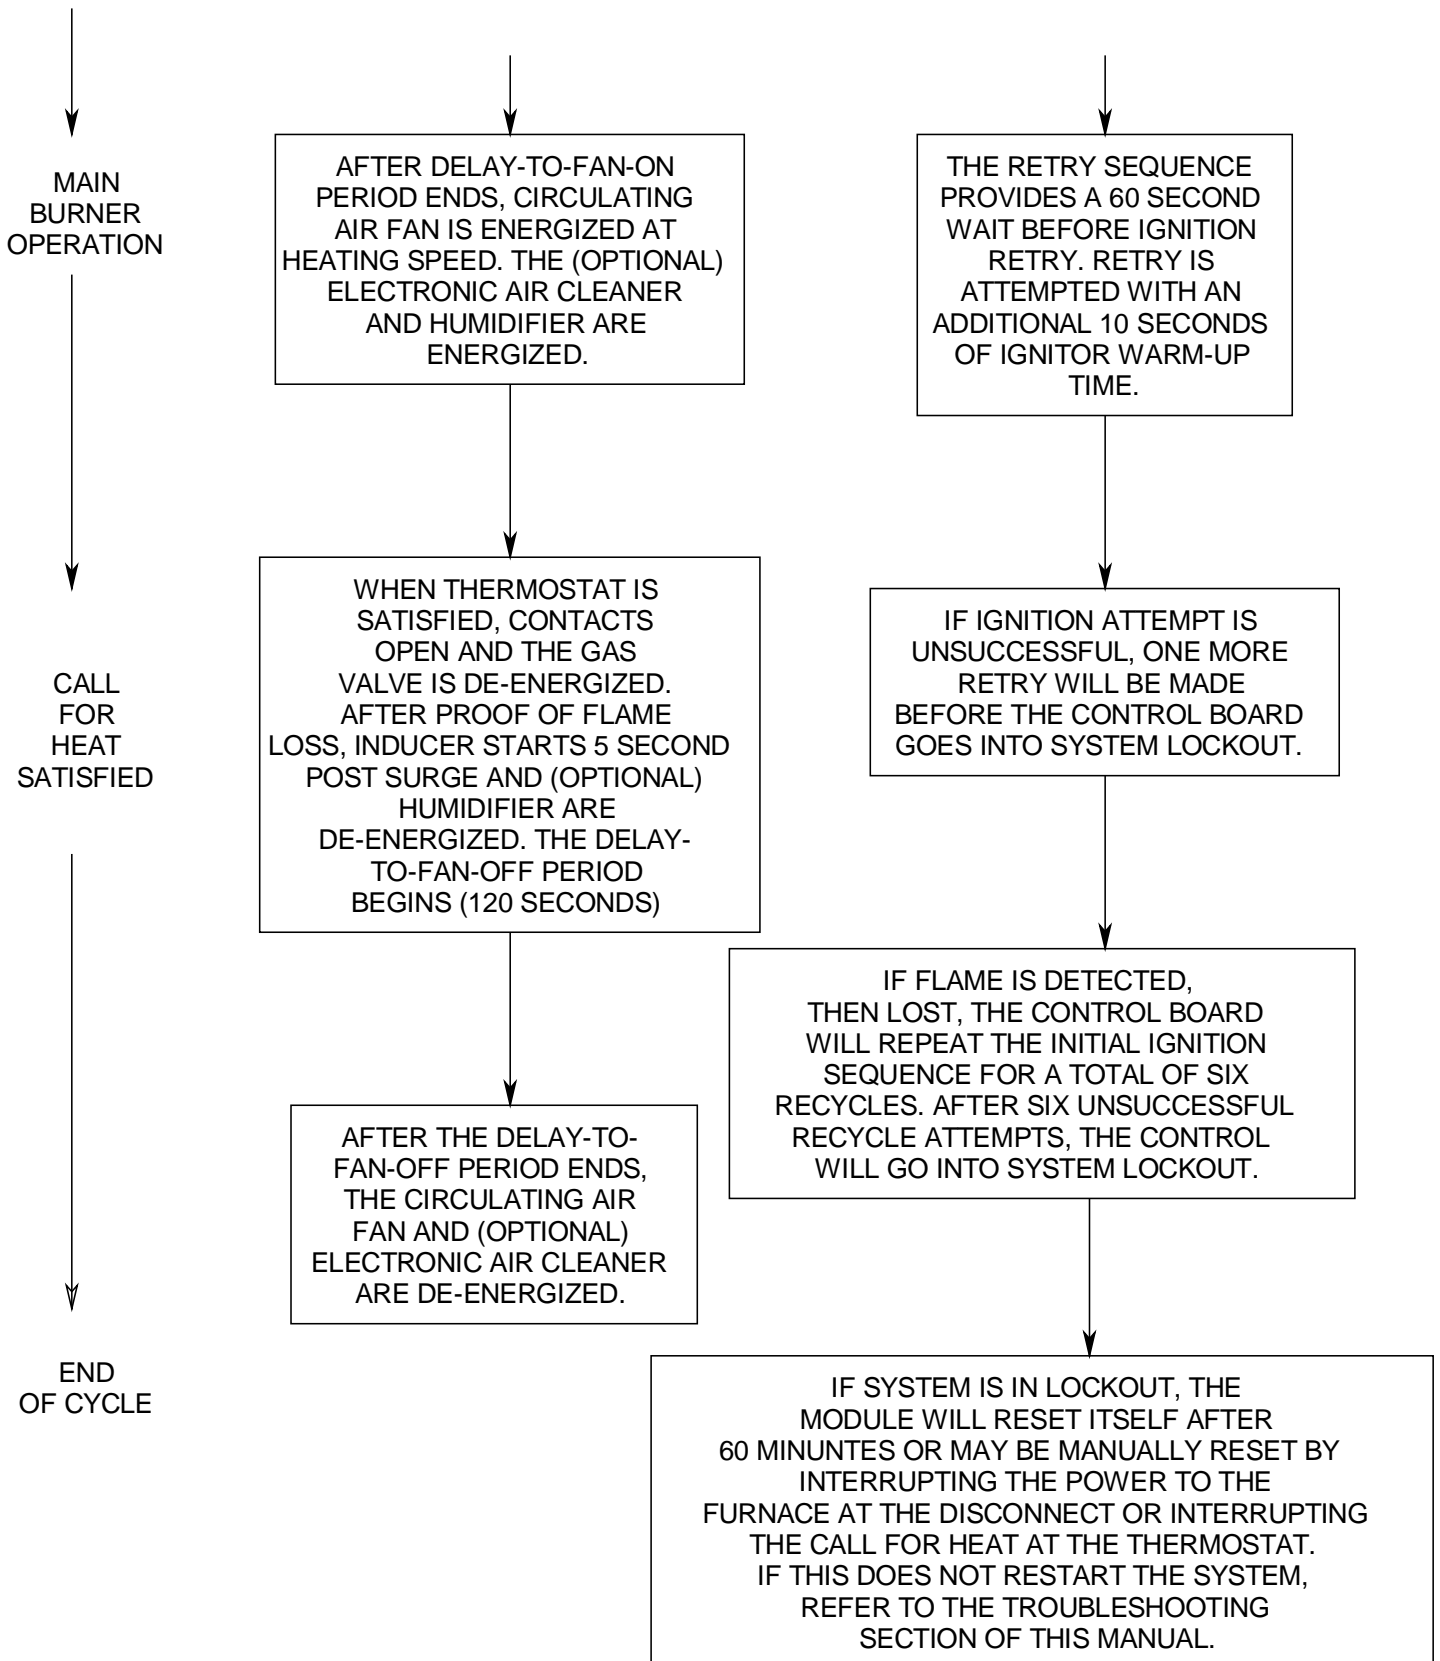 MAIN
BURNER
OPERATION
CALL
FOR
HEAT
SATISFIED
END
OF CYCLE
AFTER DELAY-TO-FAN-ON
PERIOD ENDS, CIRCULATING
AIR FAN IS ENERGIZED AT
HEATING SPEED. THE (OPTIONAL)
ELECTRONIC AIR CLEANER
AND HUMIDIFIER ARE
ENERGIZED.
WHEN THERMOSTAT IS
SATISFIED, CONTACTS
OPEN AND THE GAS
VALVE IS DE-ENERGIZED.
AFTER PROOF OF FLAME
LOSS, INDUCER STARTS 5 SECOND
POST SURGE AND (OPTIONAL)
HUMIDIFIER ARE
DE-ENERGIZED. THE DELAY-
TO-FAN-OFF PERIOD
BEGINS (120 SECONDS)
AFTER THE DELAY-TO-
FAN-OFF PERIOD ENDS,
THE CIRCULATING AIR
FAN AND (OPTIONAL)
ELECTRONIC AIR CLEANER
ARE DE-ENERGIZED.
THE RETRY SEQUENCE
PROVIDES A 60 SECOND
WAIT BEFORE IGNITION
RETRY. RETRY IS
ATTEMPTED WITH AN
ADDITIONAL 10 SECONDS
OF IGNITOR WARM-UP
TIME.
IF IGNITION ATTEMPT IS
UNSUCCESSFUL, ONE MORE
RETRY WILL BE MADE
BEFORE THE CONTROL BOARD
GOES INTO SYSTEM LOCKOUT.
IF FLAME IS DETECTED,
THEN LOST, THE CONTROL BOARD
WILL REPEAT THE INITIAL IGNITION
SEQUENCE FOR A TOTAL OF SIX
RECYCLES. AFTER SIX UNSUCCESSFUL
RECYCLE ATTEMPTS, THE CONTROL
WILL GO INTO SYSTEM LOCKOUT.
IF SYSTEM IS IN LOCKOUT, THE
MODULE WILL RESET ITSELF AFTER
60 MINUNTES OR MAY BE MANUALLY RESET BY
INTERRUPTING THE POWER TO THE
FURNACE AT THE DISCONNECT OR INTERRUPTING
THE CALL FOR HEAT AT THE THERMOSTAT.
IF THIS DOES NOT RESTART THE SYSTEM,
REFER TO THE TROUBLESHOOTING
SECTION OF THIS MANUAL.